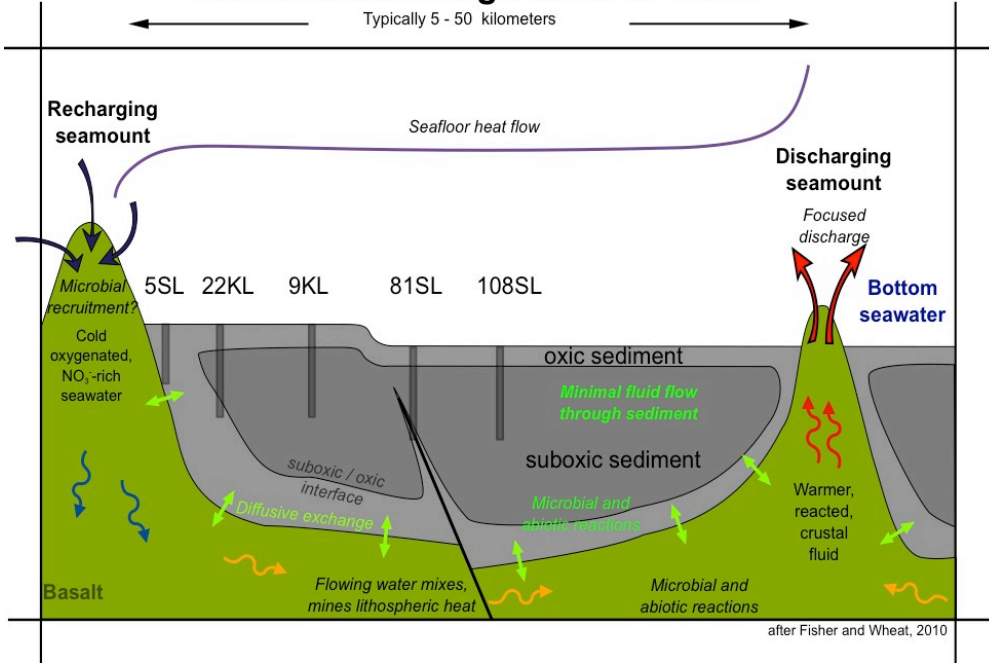 Typically 5 - 50 kilometers
Recharging
seamount
Seafloor heat flow
Discharging
seamount
Focused
discharge
Bottom
seawater
Microbial
recruitment?
5SL 22KL 9KL 81SL 108SL
Cold
oxygenated,
NO₃⁻-rich
seawater
oxic sediment
Minimal fluid flow
through sediment
suboxic sediment
suboxic / oxic
interface
Diffusive exchange
Microbial and
abiotic reactions
Warmer,
reacted,
crustal
fluid
Basalt
Flowing water mixes,
mines lithospheric heat
Microbial and
abiotic reactions
after Fisher and Wheat, 2010